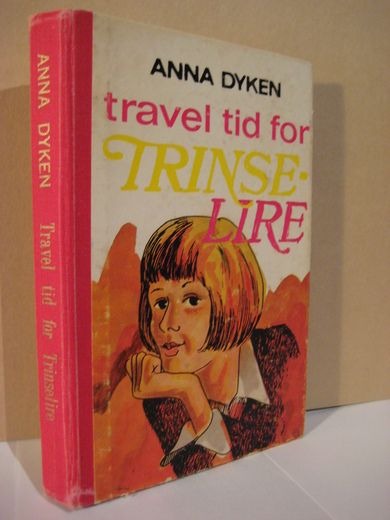 ANNA DYKEN
travel tid for
TRINSE-
LIRE
ANNA DYKEN Travel tid for Trinselire